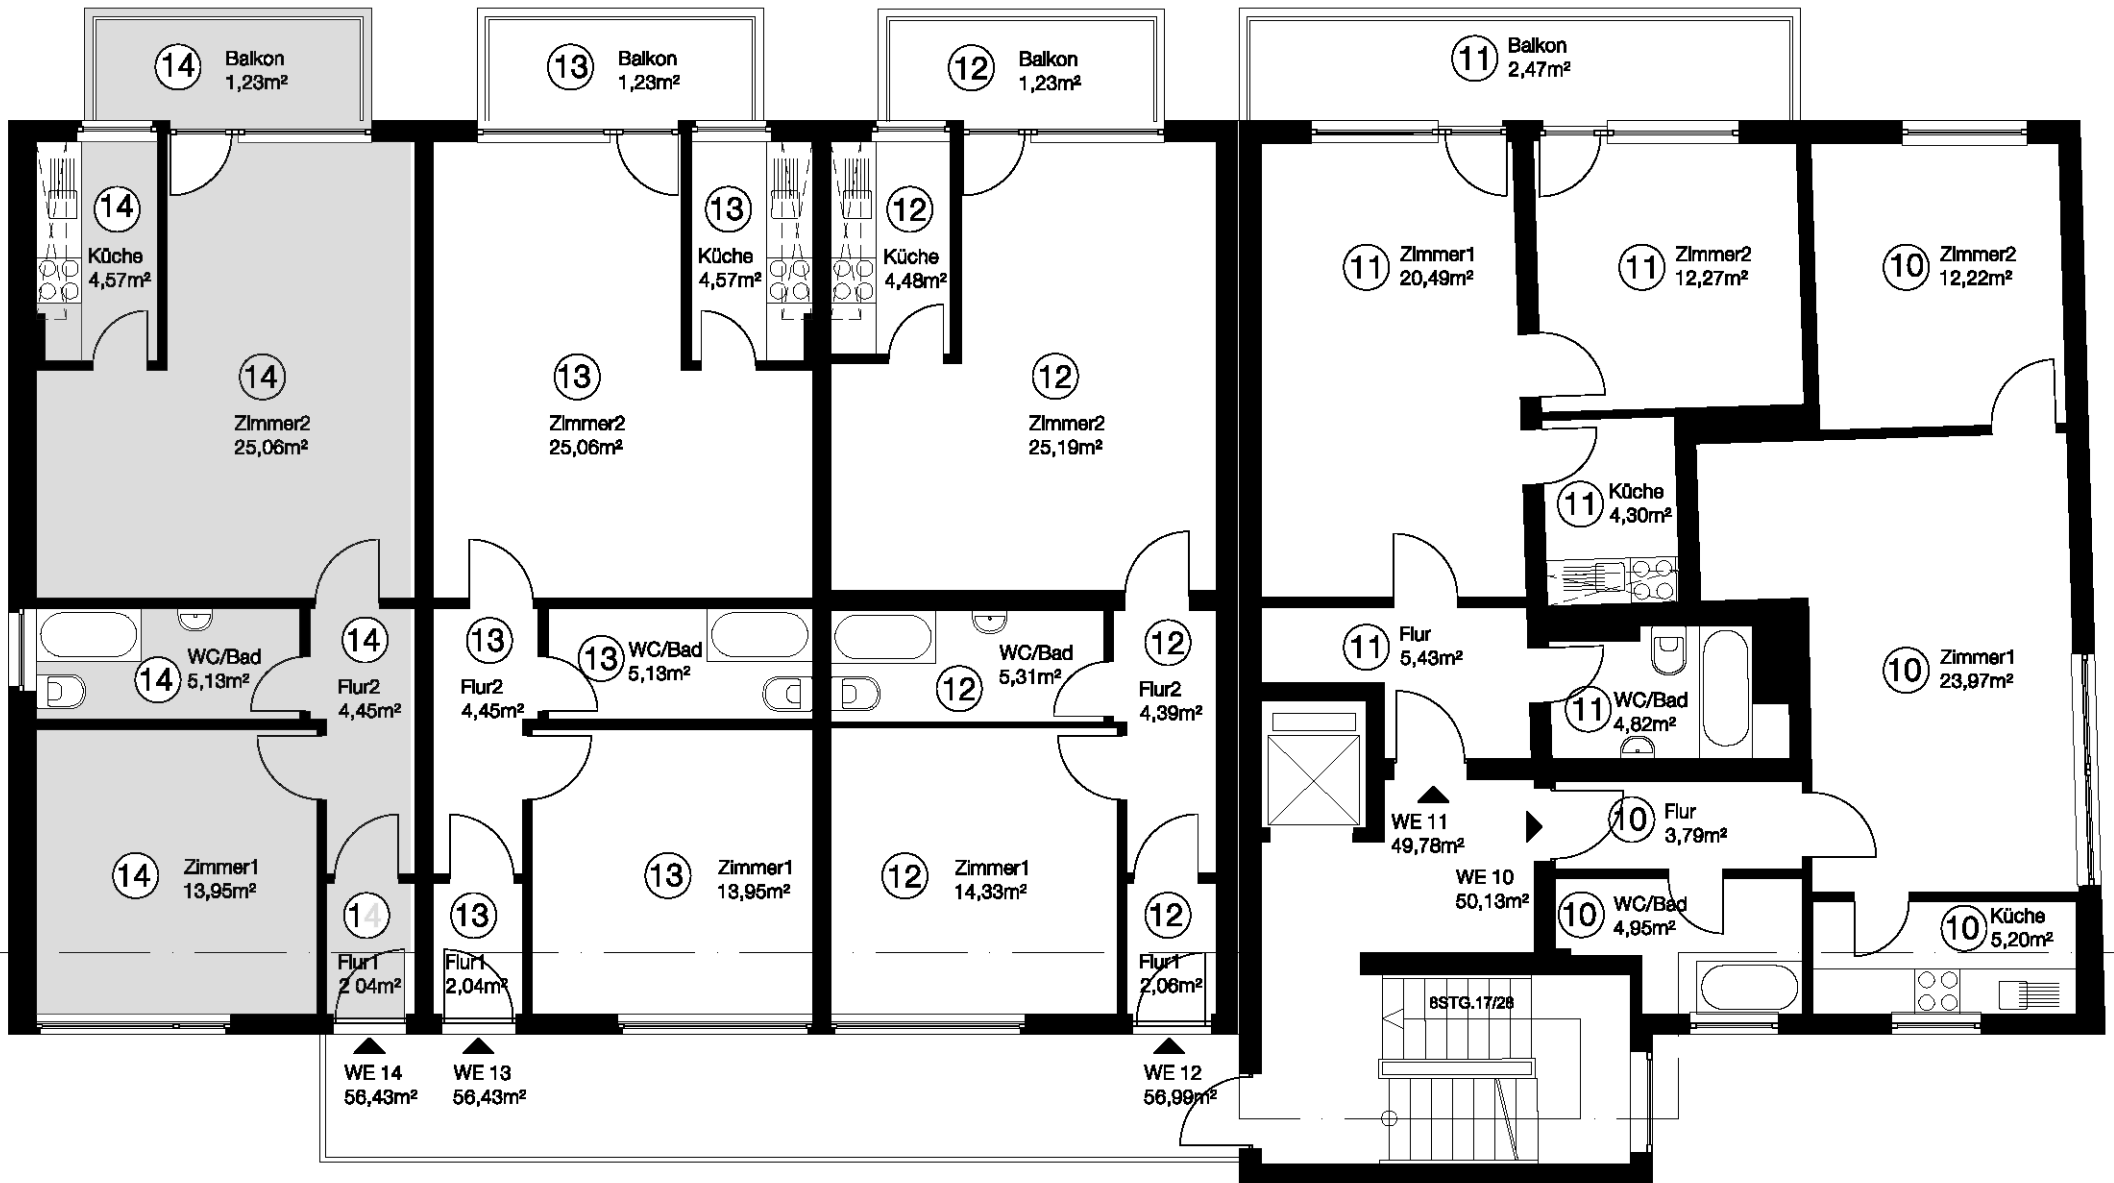 14
Balkon
1,23m²
13
Balkon
1,23m²
12
Balkon
1,23m²
11
Balkon
2,47m²
14
Küche
4,57m²
13
Küche
4,57m²
12
Küche
4,48m²
11
Zimmer1
20,49m²
11
Zimmer2
12,27m²
10
Zimmer2
12,22m²
14
Zimmer2
25,06m²
13
Zimmer2
25,06m²
12
Zimmer2
25,19m²
11
Küche
4,30m²
14
WC/Bad
5,13m²
14
Flur2
4,45m²
13
Flur2
4,45m²
13
WC/Bad
5,13m²
12
WC/Bad
5,31m²
12
Flur2
4,39m²
11
Flur
5,43m²
11
WC/Bad
4,82m²
10
Zimmer1
23,97m²
14
Zimmer1
13,95m²
14
Flur1
2 04m²
13
Flur1
2,04m²
13
Zimmer1
13,95m²
12
Zimmer1
14,33m²
12
Flur1
2,06m²
WE 11
49,78m²
WE 10
50,13m²
10
Flur
3,79m²
10
WC/Bad
4,95m²
10
Küche
5,20m²
8STG.17/28
WE 14
56,43m²
WE 13
56,43m²
WE 12
56,99m²